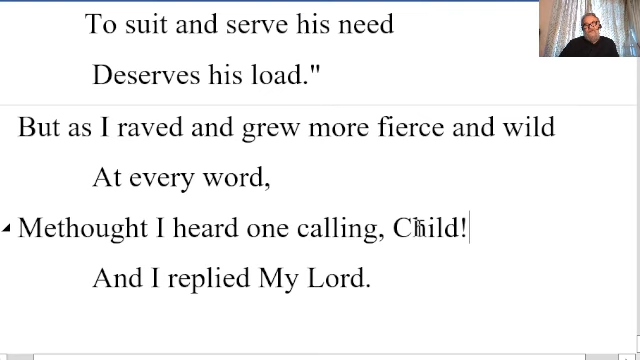 To suit and serve his need
Deserves his load."
But as I raved and grew more fierce and wild
At every word,
Methought I heard one calling, Child!
And I replied My Lord.